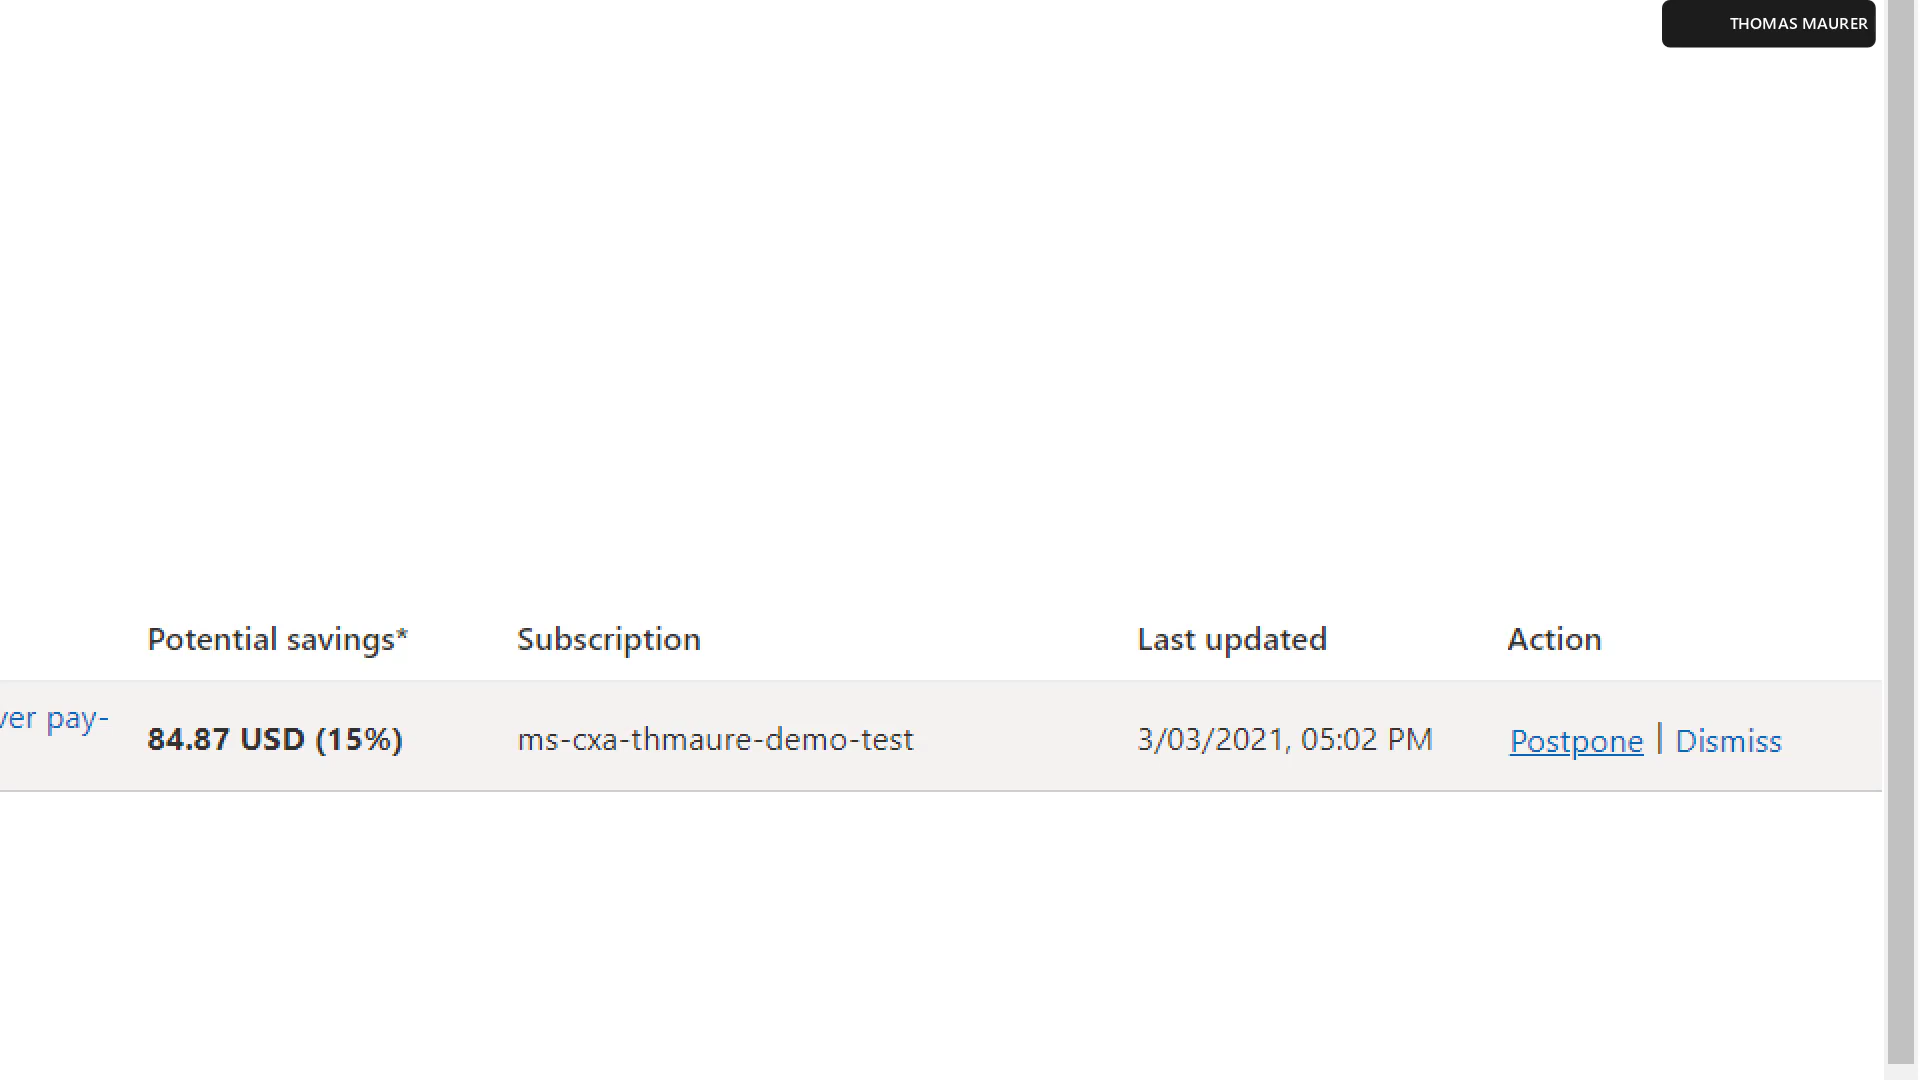 THOMAS MAURER
Potential savings* Subscription Last updated Action
pay-
84.87 USD (15%) ms-cxa-thmaure-demo-test 3/03/2021, 05:02 PM Postpone | Dismiss